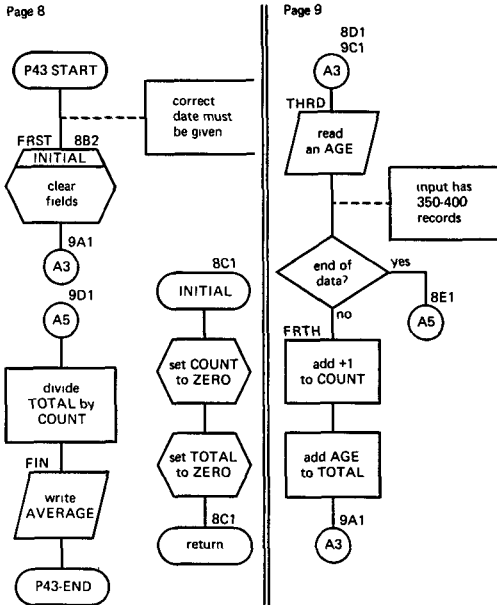 Page 8
P43 START
correct
date must
be given
FRST 8B2
INITIAL
clear
fields
9A1
A3
9D1
A5
divide
TOTAL by
COUNT
FIN
write
AVERAGE
P43-END
8C1
INITIAL
set COUNT
to ZERO
set TOTAL
to ZERO
8C1
return
Page 9
8D1
9C1
A3
THRD
read
an AGE
input has
350-400
records
end of
data?
yes
8E1
A5
no
FRTH
add +1
to COUNT
add AGE
to TOTAL
9A1
A3